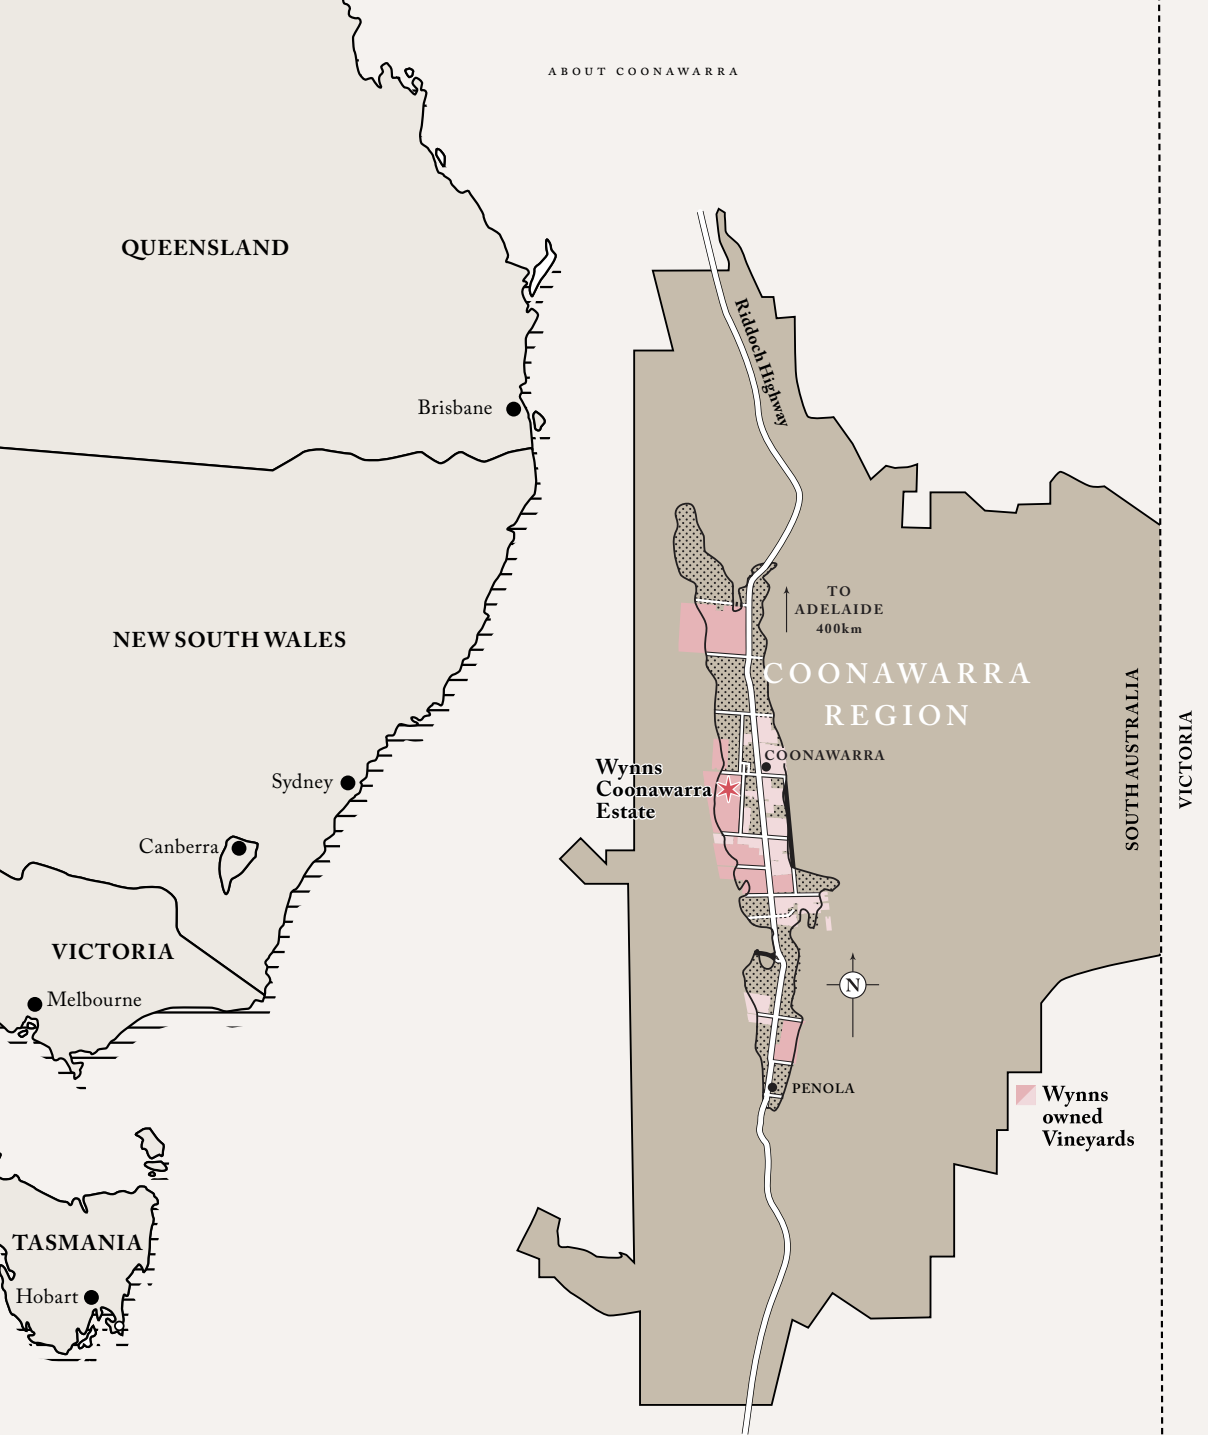 ABOUT COONAWARRA
QUEENSLAND
Riddoch Highway
Brisbane
TO
ADELAIDE
400km
NEW SOUTH WALES
COONAWARRA
REGION
SOUTH AUSTRALIA
VICTORIA
COONAWARRA
Wynns
Coonawarra
Estate
Sydney
Canberra
VICTORIA
Melbourne
N
PENOLA
Wynns
owned
Vineyards
TASMANIA
Hobart